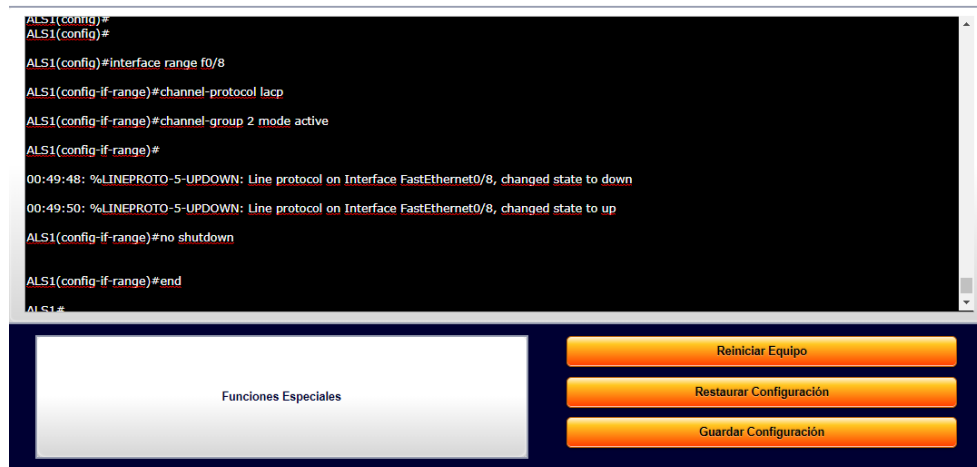 ALS1(config)#
ALS1(config)#
ALS1(config)#interface range f0/8
ALS1(config-if-range)#channel-protocol lacp
ALS1(config-if-range)#channel-group 2 mode active
ALS1(config-if-range)#
00:49:48: %LINEPROTO-5-UPDOWN: Line protocol on Interface FastEthernet0/8, changed state to down
00:49:50: %LINEPROTO-5-UPDOWN: Line protocol on Interface FastEthernet0/8, changed state to up
ALS1(config-if-range)#no shutdown
ALS1(config-if-range)#end
ALS1#
Funciones Especiales
Reiniciar Equipo
Restaurar Configuración
Guardar Configuración